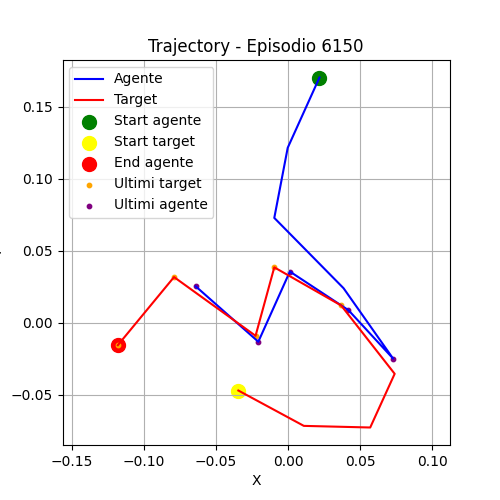 Trajectory - Episodio 6150
Agente
Target
Start agente
Start target
End agente
Ultimi target
Ultimi agente
0.15
0.10
0.05
0.00
−0.05
−0.15
−0.10
−0.05
0.00
0.05
0.10
X